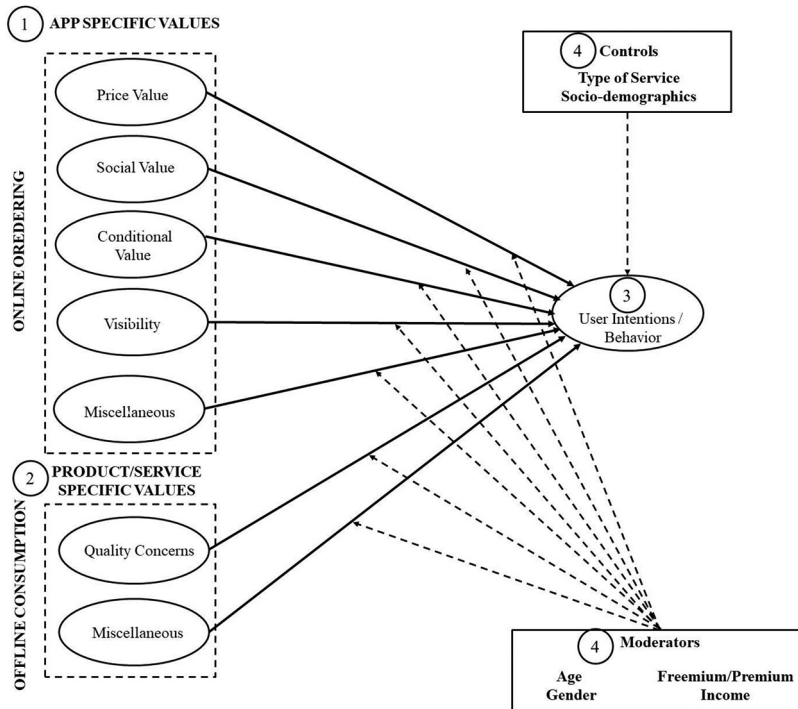 1 APP SPECIFIC VALUES
ONLINE OREDERING
Price Value
Social Value
Conditional
Value
Visibility
Miscellaneous
2 PRODUCT/SERVICE
SPECIFIC VALUES
OFFLINE CONSUMPTION
Quality Concerns
Miscellaneous
4 Controls
Type of Service
Socio-demographics
3
User Intentions /
Behavior
4 Moderators
Age Freemium/Premium
Gender Income